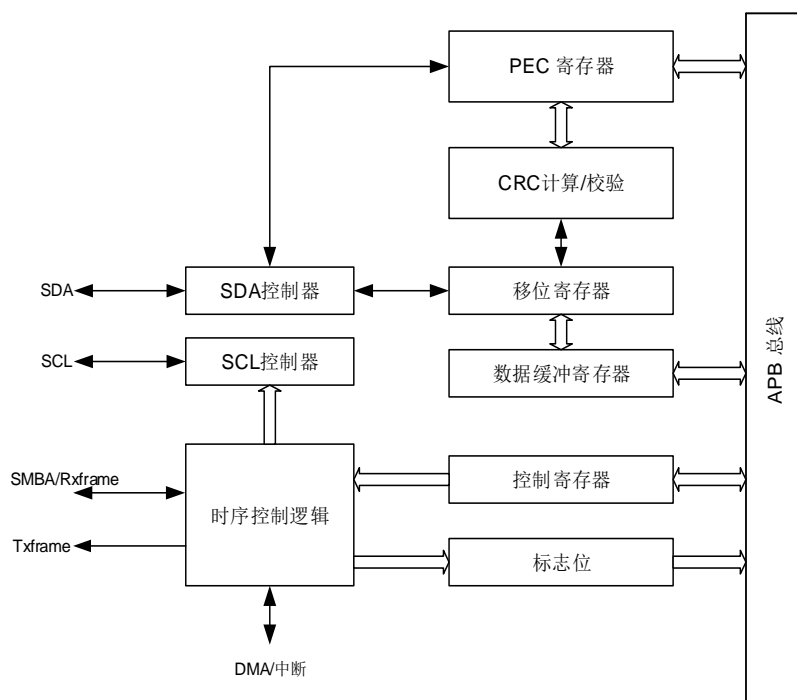 PEC 寄存器
CRC计算/校验
SDA
SDA控制器
移位寄存器
SCL
SCL控制器
数据缓冲寄存器
APB 总线
SMBA/Rxframe
时序控制逻辑
控制寄存器
Txframe
标志位
DMA/中断